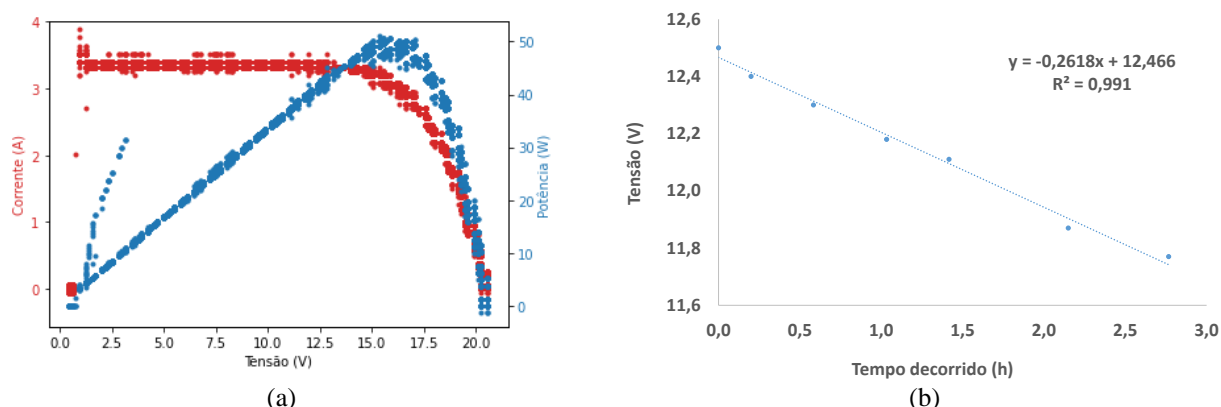 4
3
2
1
0
Corrente (A)
50
40
30
20
10
0
Potência (W)
0.0 2.5 5.0 7.5 10.0 12.5 15.0 17.5 20.0
Tensão (V)
(a)
12,6
12,4
12,2
12,0
11,8
11,6
Tensão (V)
y = -0,2618x + 12,466
R² = 0,991
0,0 0,5 1,0 1,5 2,0 2,5 3,0
Tempo decorrido (h)
(b)